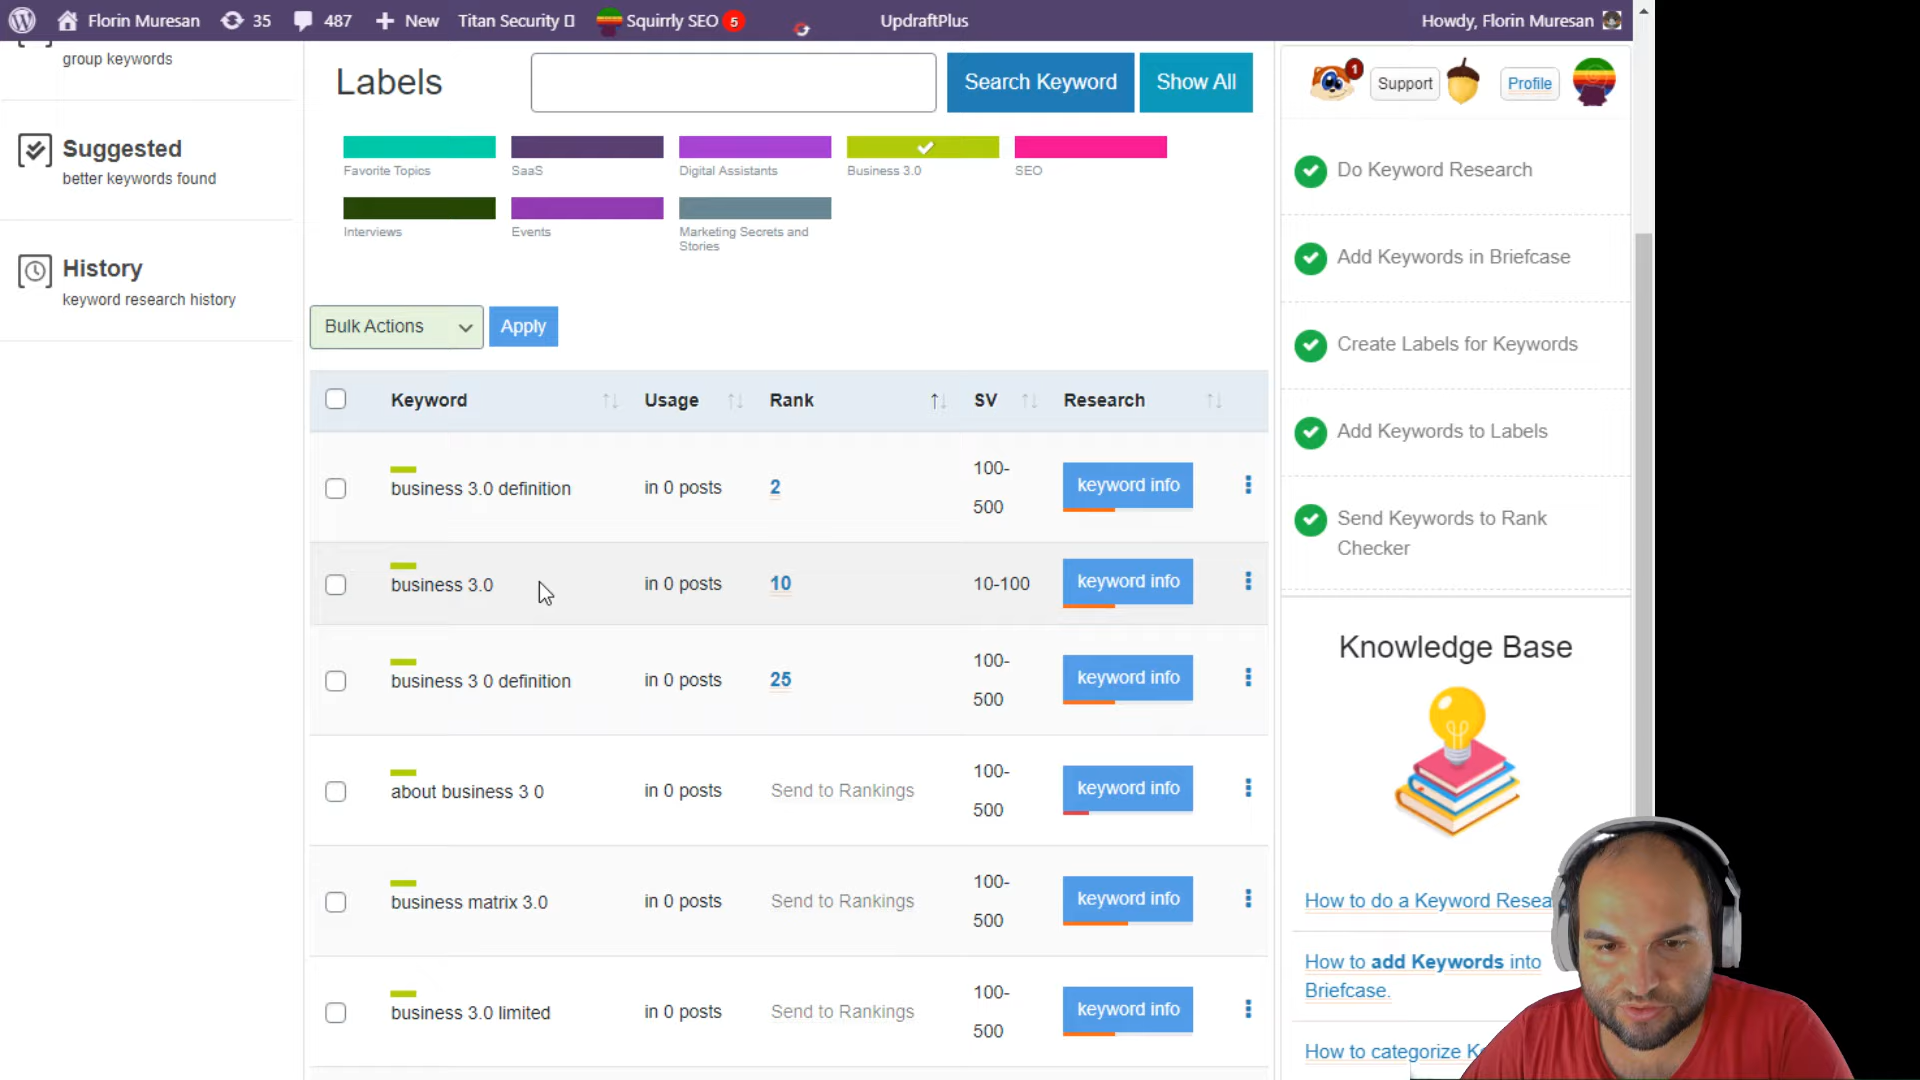 Florin Muresan 35 487 New Titan Security Squirrly SEO 5 UpdraftPlus Howdy, Florin Muresan
group keywords
Suggested
better keywords found
History
keyword research history
Labels
Search Keyword
Show All
Favorite Topics
SaaS
Digital Assistants
Business 3.0
SEO
Interviews
Events
Marketing Secrets and
Stories
Bulk Actions
Apply
Keyword Usage Rank SV Research
business 3.0 definition in 0 posts 2 100-
500
keyword info
business 3.0 in 0 posts 10 10-100 keyword info
business 3 0 definition in 0 posts 25 100-
500
keyword info
about business 3 0 in 0 posts Send to Rankings 100-
500
keyword info
business matrix 3.0 in 0 posts Send to Rankings 100-
500
keyword info
business 3.0 limited in 0 posts Send to Rankings 100-
500
keyword info
1
Support
Profile
Do Keyword Research
Add Keywords in Briefcase
Create Labels for Keywords
Add Keywords to Labels
Send Keywords to Rank
Checker
Knowledge Base
How to do a Keyword Resea
How to add Keywords into
Briefcase.
How to categorize